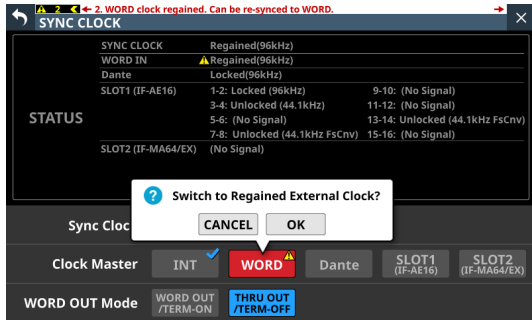 2 2. WORD clock regained. Can be re-synced to WORD.
SYNC CLOCK
SYNC CLOCK Regained(96kHz)
WORD IN Regained(96kHz)
Dante Locked(96kHz)
SLOT1 (IF-AE16) 1-2: Locked (96kHz) 9-10: (No Signal)
3-4: Unlocked (44.1kHz) 11-12: (No Signal)
STATUS 5-6: (No Signal) 13-14: Unlocked (44.1kHz FsCnv)
7-8: Unlocked (44.1kHz FsCnv) 15-16: (No Signal)
SLOT2 (IF-MA64/EX) (No Signal)
Switch to Regained External Clock?
Sync Cloc CANCEL OK
Clock Master INT WORD Dante SLOT1 (IF-AE16) SLOT2 (IF-MA64/EX)
WORD OUT Mode WORD OUT /TERM-ON THRU OUT /TERM-OFF